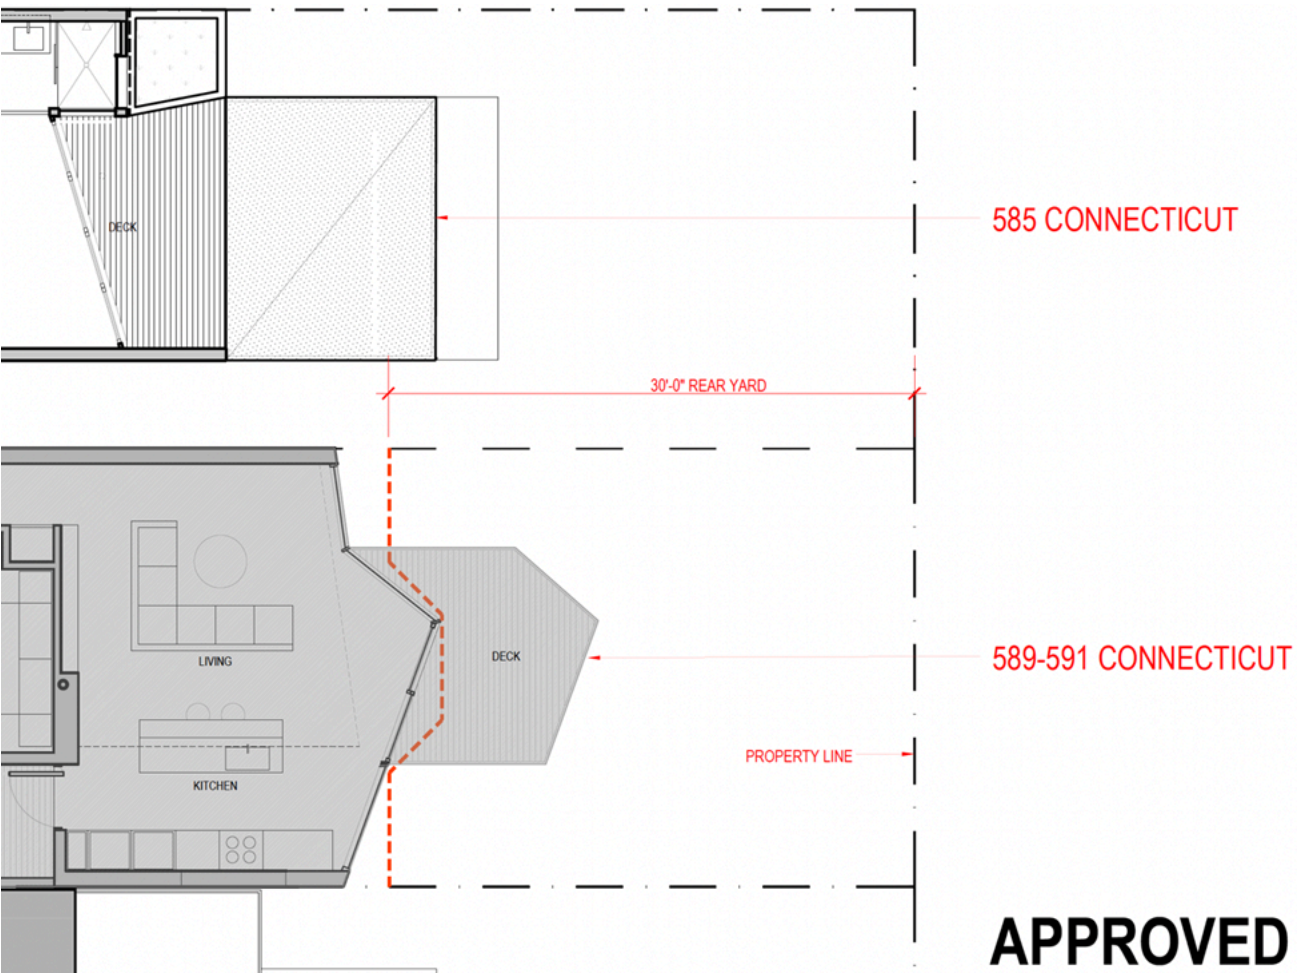 585 CONNECTICUT
DECK
30'-0" REAR YARD
LIVING
DECK
589-591 CONNECTICUT
PROPERTY LINE
KITCHEN
APPROVED